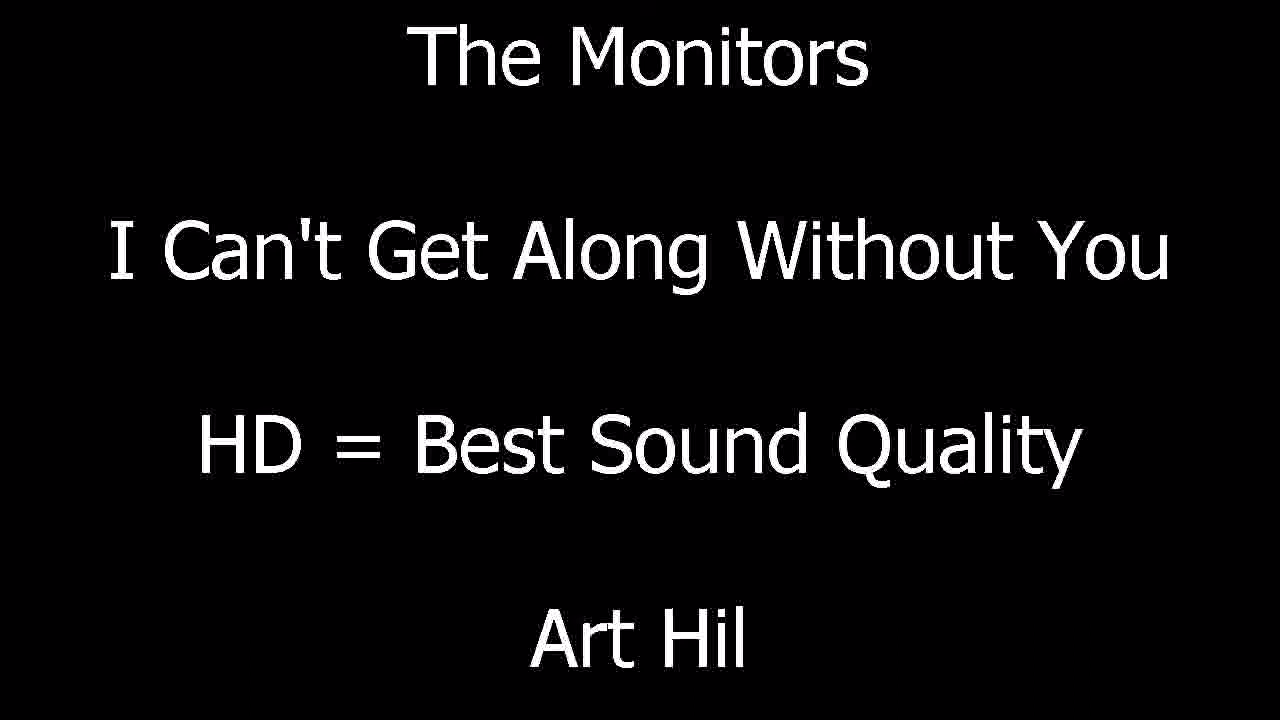 The Monitors
I Can't Get Along Without You
HD = Best Sound Quality
Art Hil